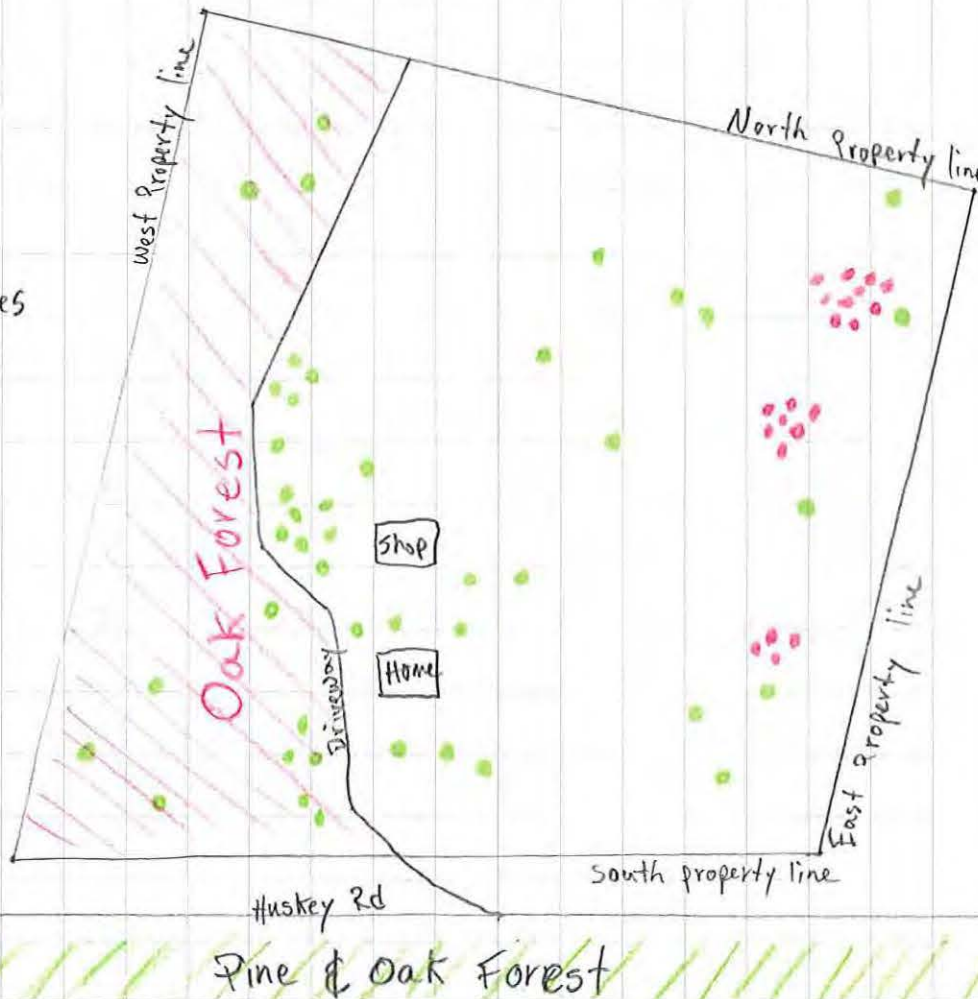 West Property line
North Property line
es
Oak Forest
Shop
Home
Driveway
East Property line
South property line
Huskey Rd
Pine & Oak Forest